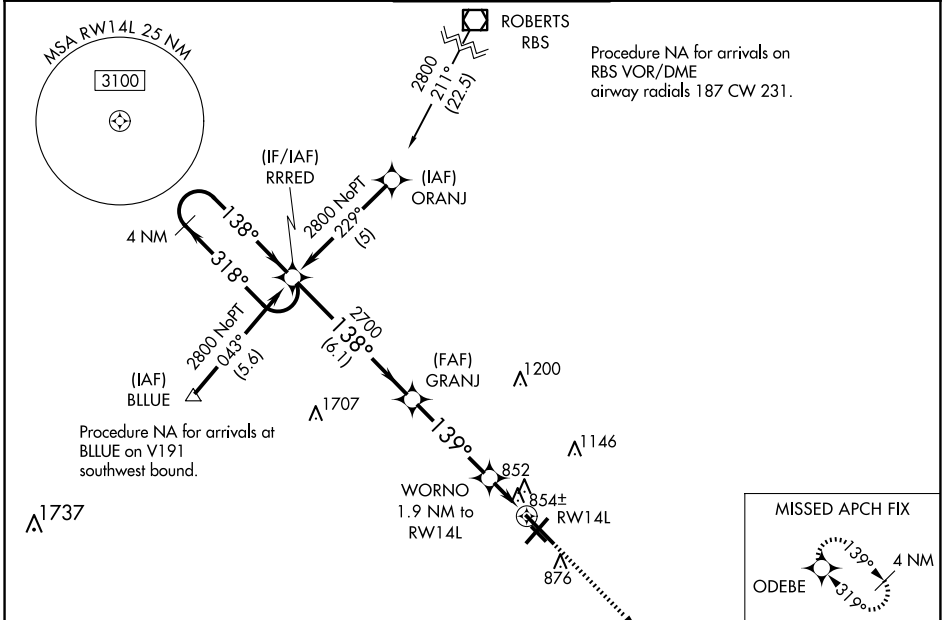 MSA RW14L 25 NM
3100
ROBERTS
RBS
Procedure NA for arrivals on
RBS VOR/DME
airway radials 187 CW 231.
2800
211°
(22.5)
(IF/IAF)
RRRED
(IAF)
ORANJ
2800 NoPT
229°
(5)
4 NM
138°
318°
2800 NoPT
043°
(5.6)
2700
138°
(6.1)
(IAF)
BLLUE
(FAF)
GRANJ
1200
1707
Procedure NA for arrivals at
BLLUE on V191
southwest bound.
139°
1146
WORNO
1.9 NM to
RW14L
852
854±
RW14L
1737
876
MISSED APCH FIX
139°
4 NM
ODEBE
319°